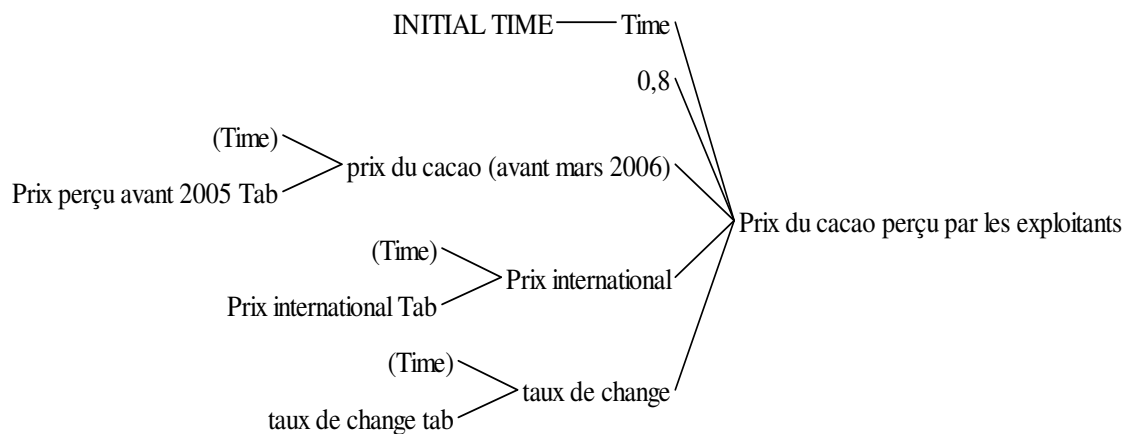 INITIAL TIME Time
0,8
(Time)
prix du cacao (avant mars 2006)
Prix perçu avant 2005 Tab
Prix du cacao perçu par les exploitants
(Time)
Prix international
Prix international Tab
(Time)
taux de change
taux de change tab